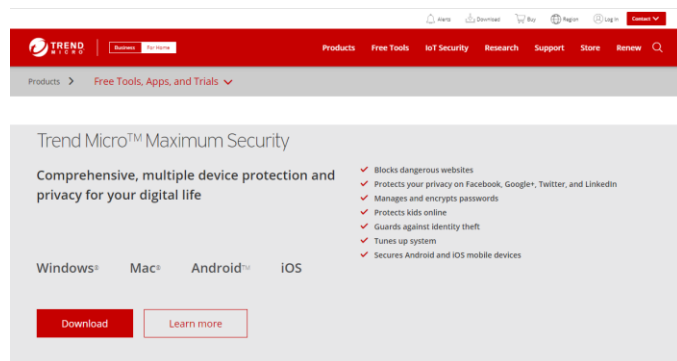 Alerts Download Buy Region Log In Contact
TREND MICRO Business For Home Products Free Tools IoT Security Research Support Store Renew
Products > Free Tools, Apps, and Trials
Trend Micro™ Maximum Security
Comprehensive, multiple device protection and
privacy for your digital life
Blocks dangerous websites
Protects your privacy on Facebook, Google+, Twitter, and LinkedIn
Manages and encrypts passwords
Protects kids online
Guards against identity theft
Tunes up system
Secures Android and iOS mobile devices
Windows® Mac® Android™ iOS
Download Learn more